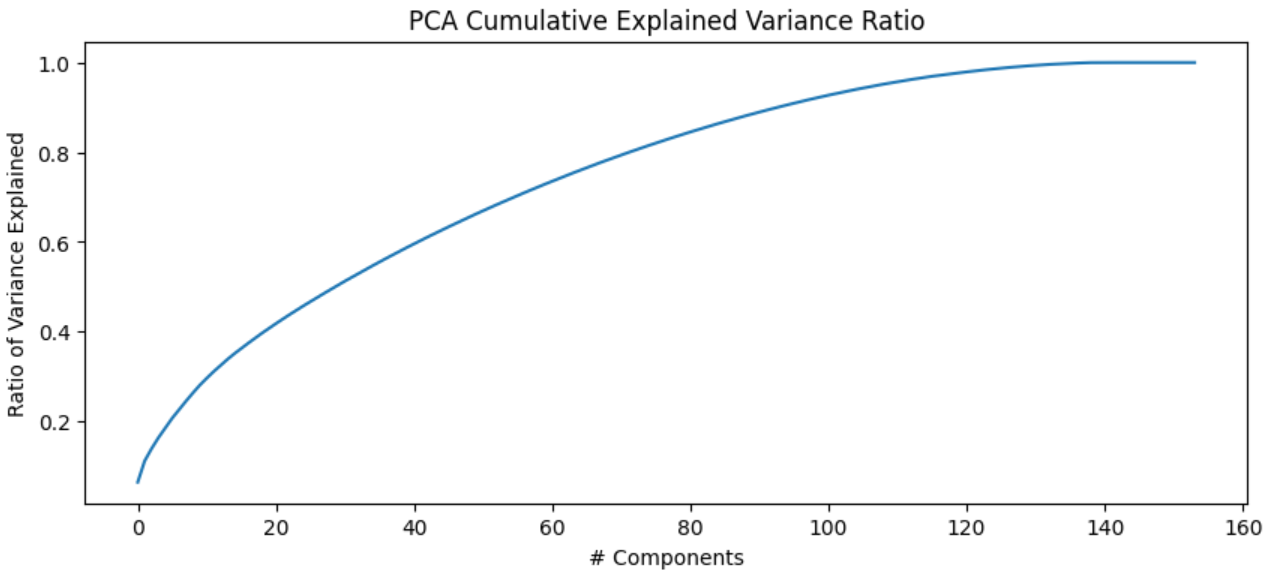 PCA Cumulative Explained Variance Ratio
Ratio of Variance Explained
1.0
0.8
0.6
0.4
0.2
0 20 40 60 80 100 120 140 160
# Components